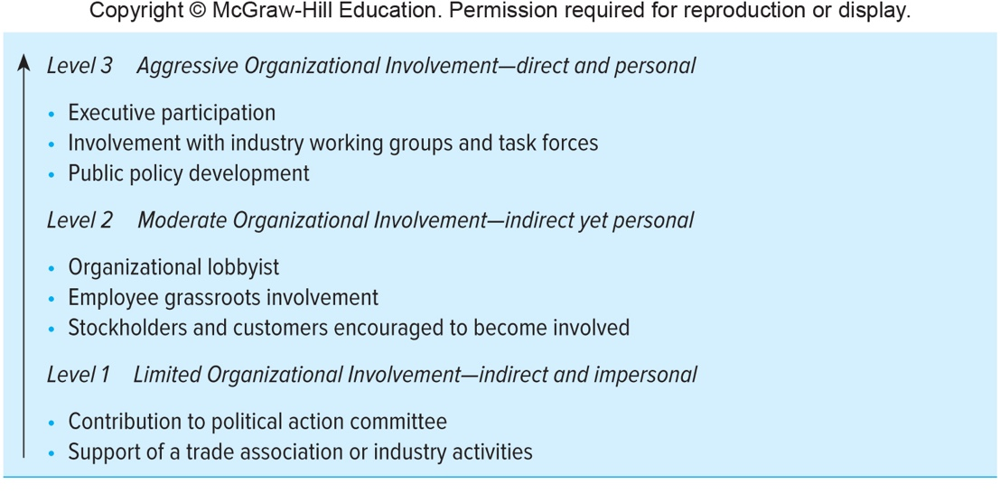 Copyright © McGraw-Hill Education. Permission required for reproduction or display.
Level 3 Aggressive Organizational Involvement—direct and personal
• Executive participation
• Involvement with industry working groups and task forces
• Public policy development
Level 2 Moderate Organizational Involvement—indirect yet personal
• Organizational lobbyist
• Employee grassroots involvement
• Stockholders and customers encouraged to become involved
Level 1 Limited Organizational Involvement—indirect and impersonal
• Contribution to political action committee
• Support of a trade association or industry activities